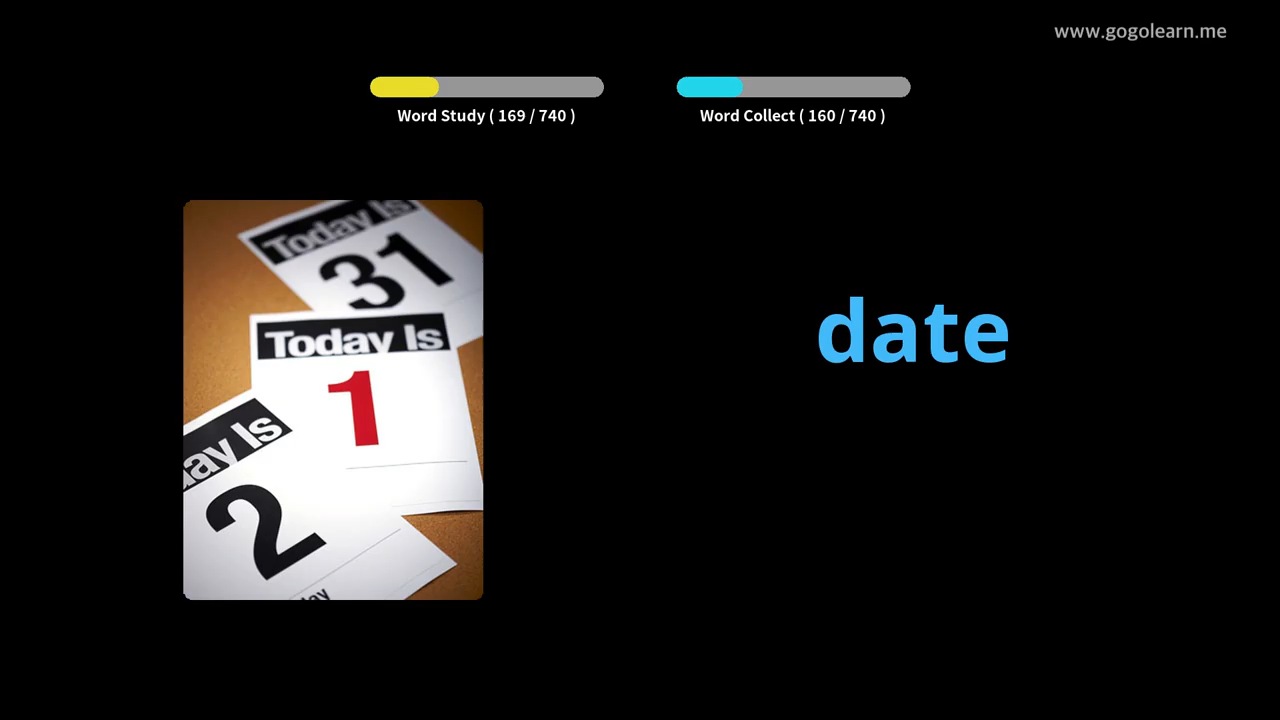 www.gogolearn.me
Word Study ( 169 / 740 )
Word Collect ( 160 / 740 )
Today Is
31
Today Is
1
ay Is
2
ay
date